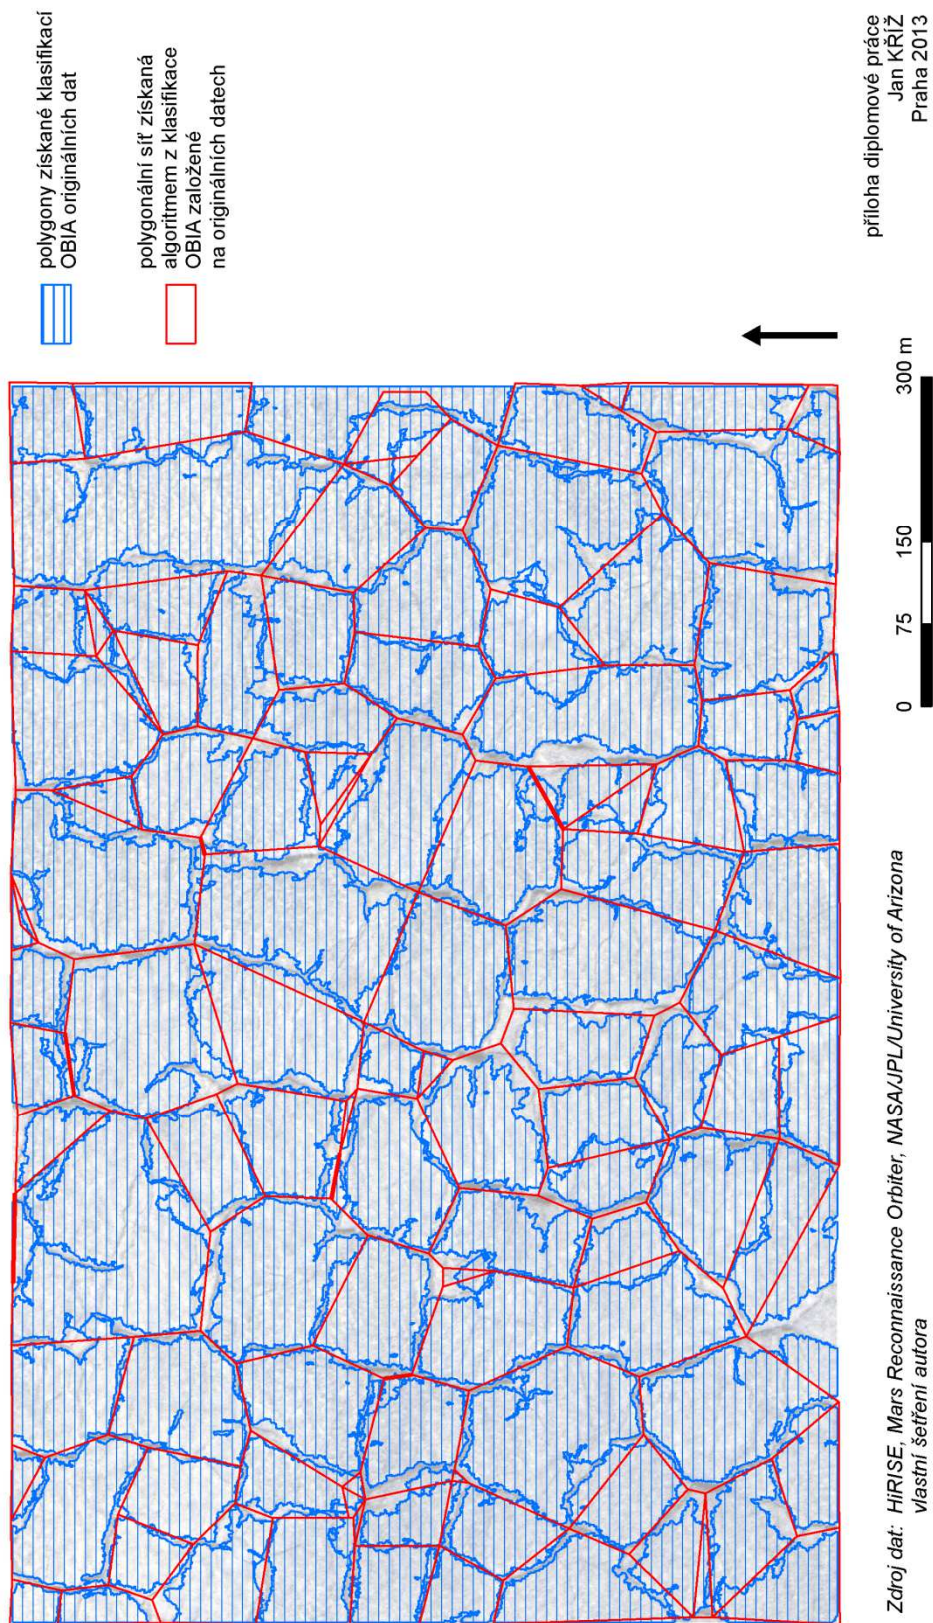 polygony získané klasifikací
OBIA originálních dat
polygonální síť získaná
algoritmem z klasifikace
OBIA založené
na originálních datech
0 75 150 300 m
příloha diplomové práce
Jan KŘÍŽ
Praha 2013
Zdroj dat: HiRISE, Mars Reconnaissance Orbiter, NASA/JPL/University of Arizona
vlastní šetření autora